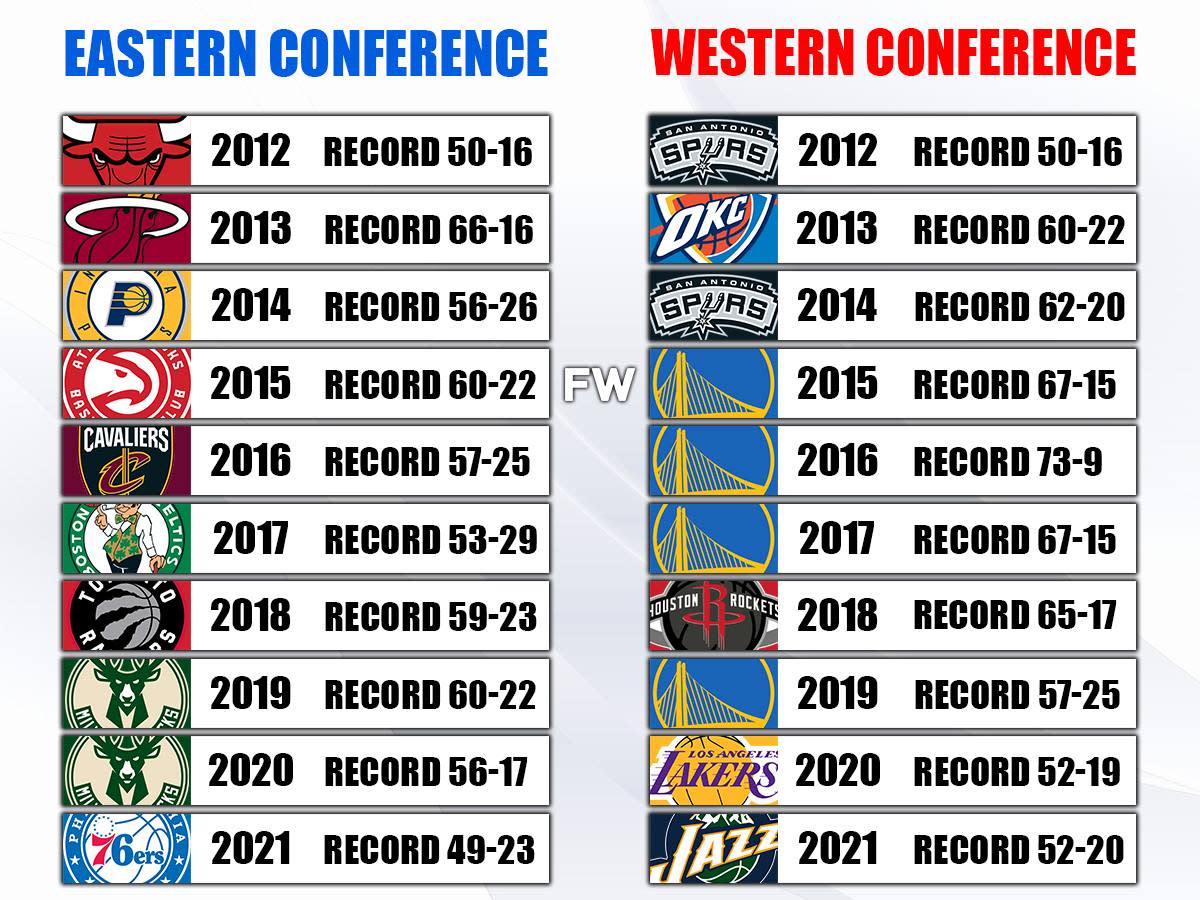 EASTERN CONFERENCE
WESTERN CONFERENCE
2012 RECORD 50-16
SAN ANTONIO
SPURS
2012 RECORD 50-16
2013 RECORD 66-16
OKC
2013 RECORD 60-22
2014 RECORD 56-26
SAN ANTONIO
SPURS
2014 RECORD 62-20
2015 RECORD 60-22
FW
2015 RECORD 67-15
CAVALIERS
C
2016 RECORD 57-25
2016 RECORD 73-9
BOSTON
2017 RECORD 53-29
2017 RECORD 67-15
2018 RECORD 59-23
HOUSTON R ROCKETS
2018 RECORD 65-17
2019 RECORD 60-22
2019 RECORD 57-25
2020 RECORD 56-17
LOS ANGELES
LAKERS
2020 RECORD 52-19
76ers
2021 RECORD 49-23
JAZZ
2021 RECORD 52-20